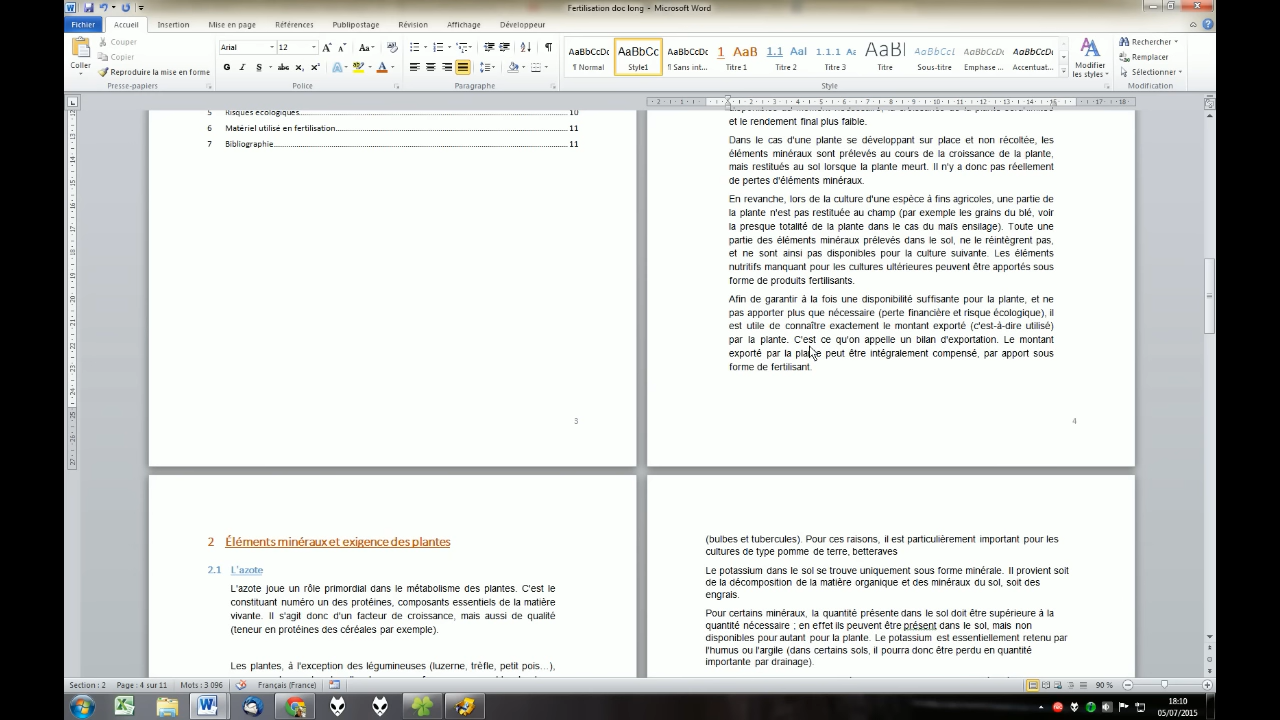 Fertilisation doc long - Microsoft Word
Fichier Accueil Insertion Mise en page Références Publipostage Révision Affichage Développeur
Coller
Couper
Copier
Reproduire la mise en forme
Presse-papiers
Arial 12
G I S abc x₂ x²
Police
Paragraphe
AaBbCcDc AaBbCc AaBbCcDc 1 AaB 1.1 AaI 1.1.1 Aa AaBI AaBbCcI AaBbCcDc AaBbCcDc
¶ Normal Style1 ¶ Sans int... Titre 1 Titre 2 Titre 3 Titre Sous-titre Emphase ... Accentuat...
Modifier les styles
Style
Rechercher
Remplacer
Sélectionner
Modification
5 Risques écologiques 10
6 Matériel utilisé en fertilisation 11
7 Bibliographie 11
3
et le rendement final plus faible.
Dans le cas d'une plante se développant sur place et non récoltée, les
éléments minéraux sont prélevés au cours de la croissance de la plante,
mais restitués au sol lorsque la plante meurt. Il n'y a donc pas réellement
de pertes d'éléments minéraux.
En revanche, lors de la culture d'une espèce à fins agricoles, une partie de
la plante n'est pas restituée au champ (par exemple les grains du blé, voir
la presque totalité de la plante dans le cas du maïs ensilage). Toute une
partie des éléments minéraux prélevés dans le sol, ne le réintègrent pas,
et ne sont ainsi pas disponibles pour la culture suivante. Les éléments
nutritifs manquant pour les cultures ultérieures peuvent être apportés sous
forme de produits fertilisants.
Afin de garantir à la fois une disponibilité suffisante pour la plante, et ne
pas apporter plus que nécessaire (perte financière et risque écologique), il
est utile de connaître exactement le montant exporté (c'est-à-dire utilisé)
par la plante. C'est ce qu'on appelle un bilan d'exportation. Le montant
exporté par la plante peut être intégralement compensé, par apport sous
forme de fertilisant.
4
2 Éléments minéraux et exigence des plantes
2.1 L'azote
L'azote joue un rôle primordial dans le métabolisme des plantes. C'est le
constituant numéro un des protéines, composants essentiels de la matière
vivante. Il s'agit donc d'un facteur de croissance, mais aussi de qualité
(teneur en protéines des céréales par exemple).
Les plantes, à l'exception des légumineuses (luzerne, trèfle, petit pois…),
(bulbes et tubercules). Pour ces raisons, il est particulièrement important pour les
cultures de type pomme de terre, betteraves
Le potassium dans le sol se trouve uniquement sous forme minérale. Il provient soit
de la décomposition de la matière organique et des minéraux du sol, soit des
engrais.
Pour certains minéraux, la quantité présente dans le sol doit être supérieure à la
quantité nécessaire ; en effet ils peuvent être présent dans le sol, mais non
disponibles pour autant pour la plante. Le potassium est essentiellement retenu par
l'humus ou l'argile (dans certains sols, il pourra donc être perdu en quantité
importante par drainage).
Section : 2 Page : 4 sur 11 Mots : 3 096 Français (France) 90 %
18:10
05/07/2015